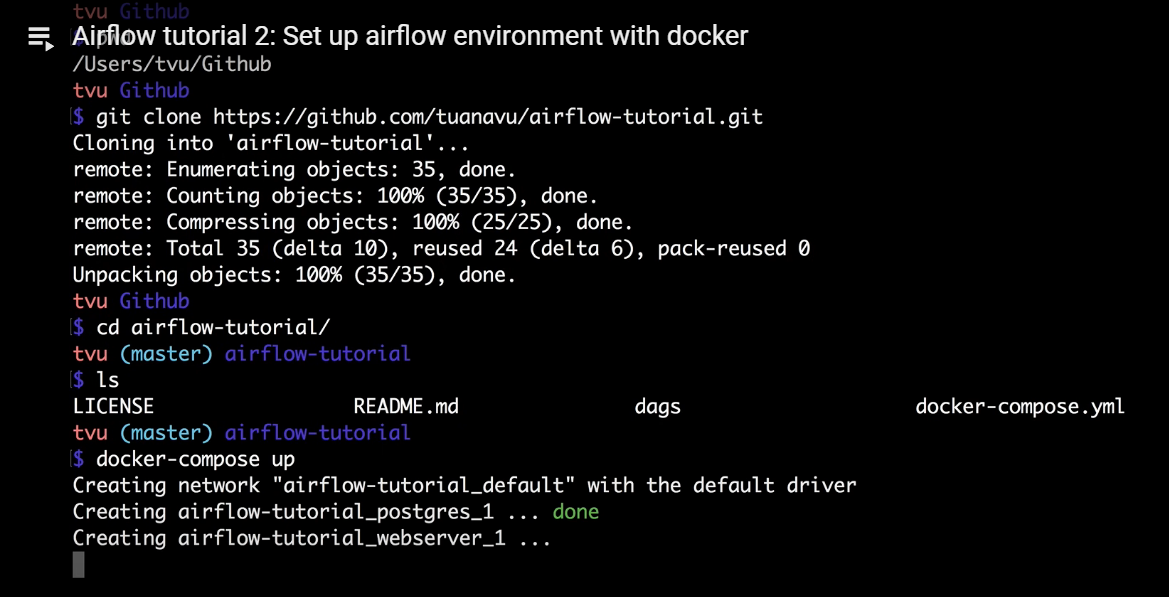 tvu Github
Airflow tutorial 2: Set up airflow environment with docker
$ pwd
/Users/tvu/Github
tvu Github
$ git clone https://github.com/tuanavu/airflow-tutorial.git
Cloning into 'airflow-tutorial'...
remote: Enumerating objects: 35, done.
remote: Counting objects: 100% (35/35), done.
remote: Compressing objects: 100% (25/25), done.
remote: Total 35 (delta 10), reused 24 (delta 6), pack-reused 0
Unpacking objects: 100% (35/35), done.
tvu Github
$ cd airflow-tutorial/
tvu (master) airflow-tutorial
$ ls
LICENSE README.md dags docker-compose.yml
tvu (master) airflow-tutorial
$ docker-compose up
Creating network "airflow-tutorial_default" with the default driver
Creating airflow-tutorial_postgres_1 ... done
Creating airflow-tutorial_webserver_1 ...